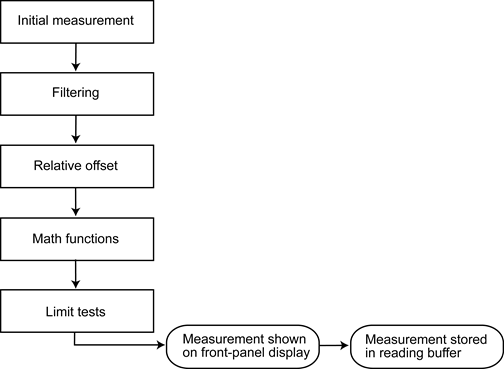 Initial measurement
Filtering
Relative offset
Math functions
Limit tests
Measurement shown
on front-panel display
Measurement stored
in reading buffer